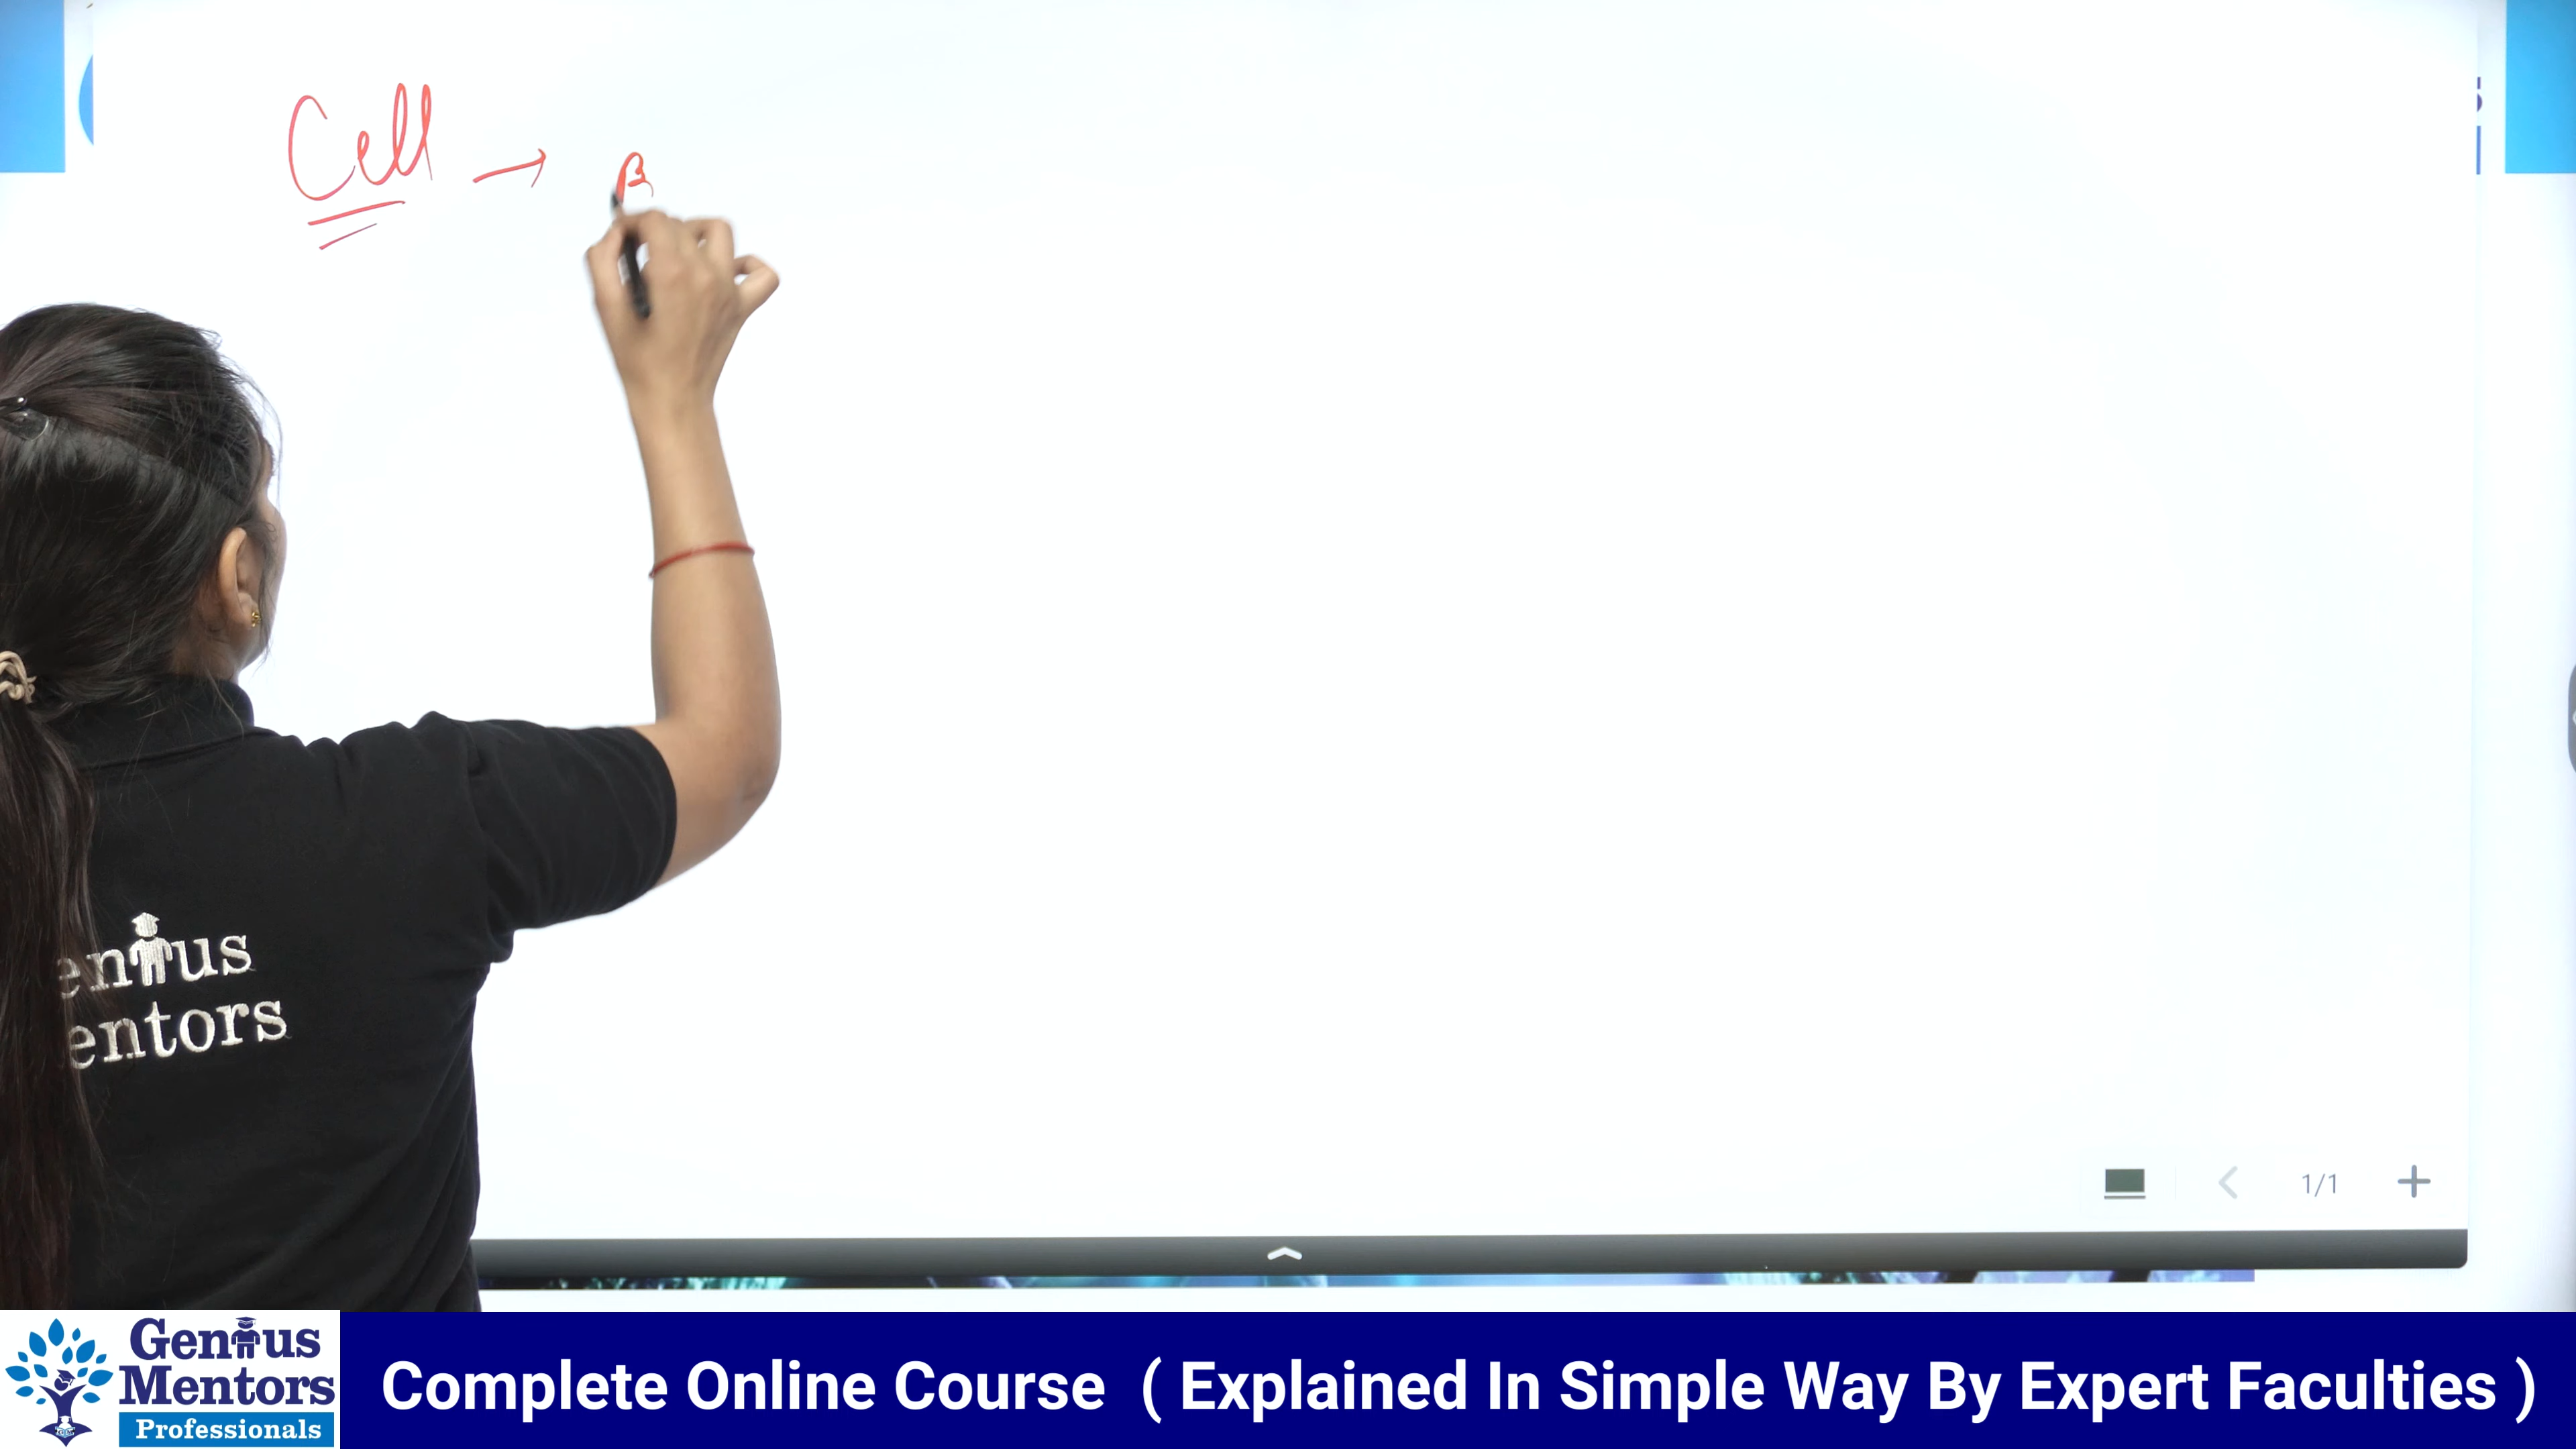 Cell → B
enius
entors
1/1
Genius
Mentors
Professionals
Complete Online Course ( Explained In Simple Way By Expert Faculties )